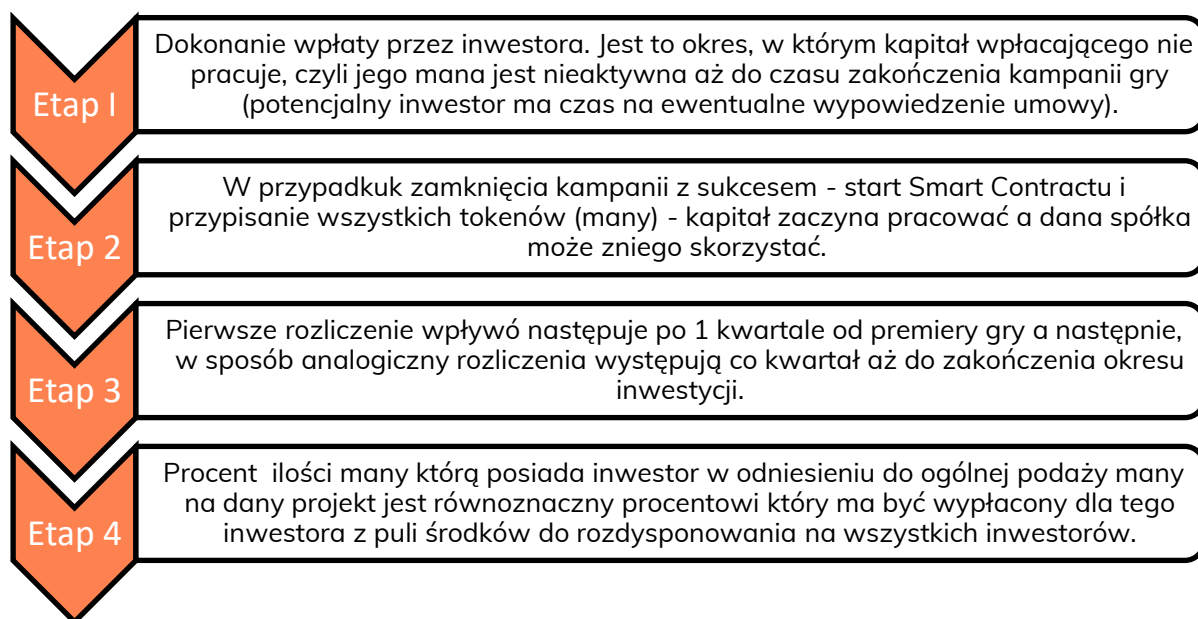 Etap I
Dokonanie wpłaty przez inwestora. Jest to okres, w którym kapitał wpłacającego nie
pracuje, czyli jego mana jest nieaktywna aż do czasu zakończenia kampanii gry
(potencjalny inwestor ma czas na ewentualne wypowiedzenie umowy).
Etap 2
W przypadkuk zamknięcia kampanii z sukcesem - start Smart Contractu i
przypisanie wszystkich tokenów (many) - kapitał zaczyna pracować a dana spółka
może zniego skorzystać.
Etap 3
Pierwsze rozliczenie wpływó następuje po 1 kwartale od premiery gry a następnie,
w sposób analogiczny rozliczenia występują co kwartał aż do zakończenia okresu
inwestycji.
Etap 4
Procent  ilości many którą posiada inwestor w odniesieniu do ogólnej podaży many
na dany projekt jest równoznaczny procentowi który ma być wypłacony dla tego
inwestora z puli środków do rozdysponowania na wszystkich inwestorów.